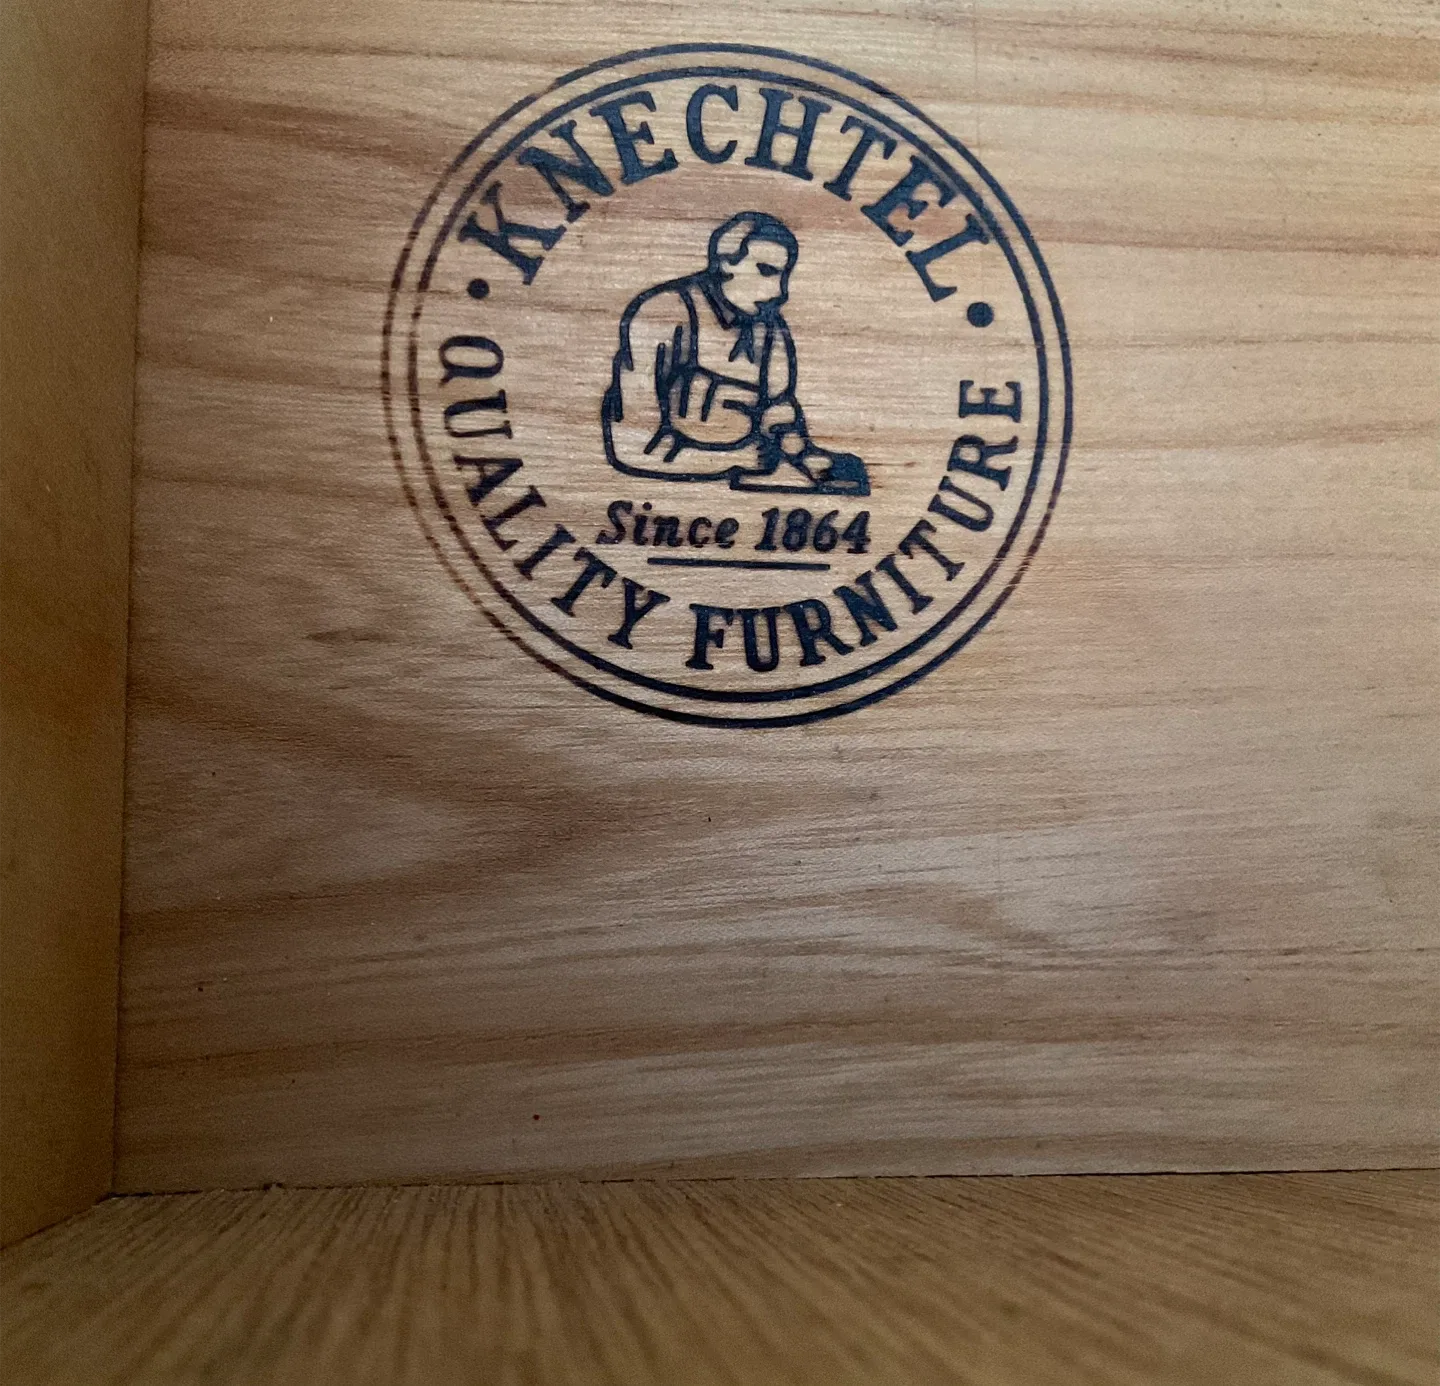 KNECHTEL
Since 1864
QUALITY FURNITURE